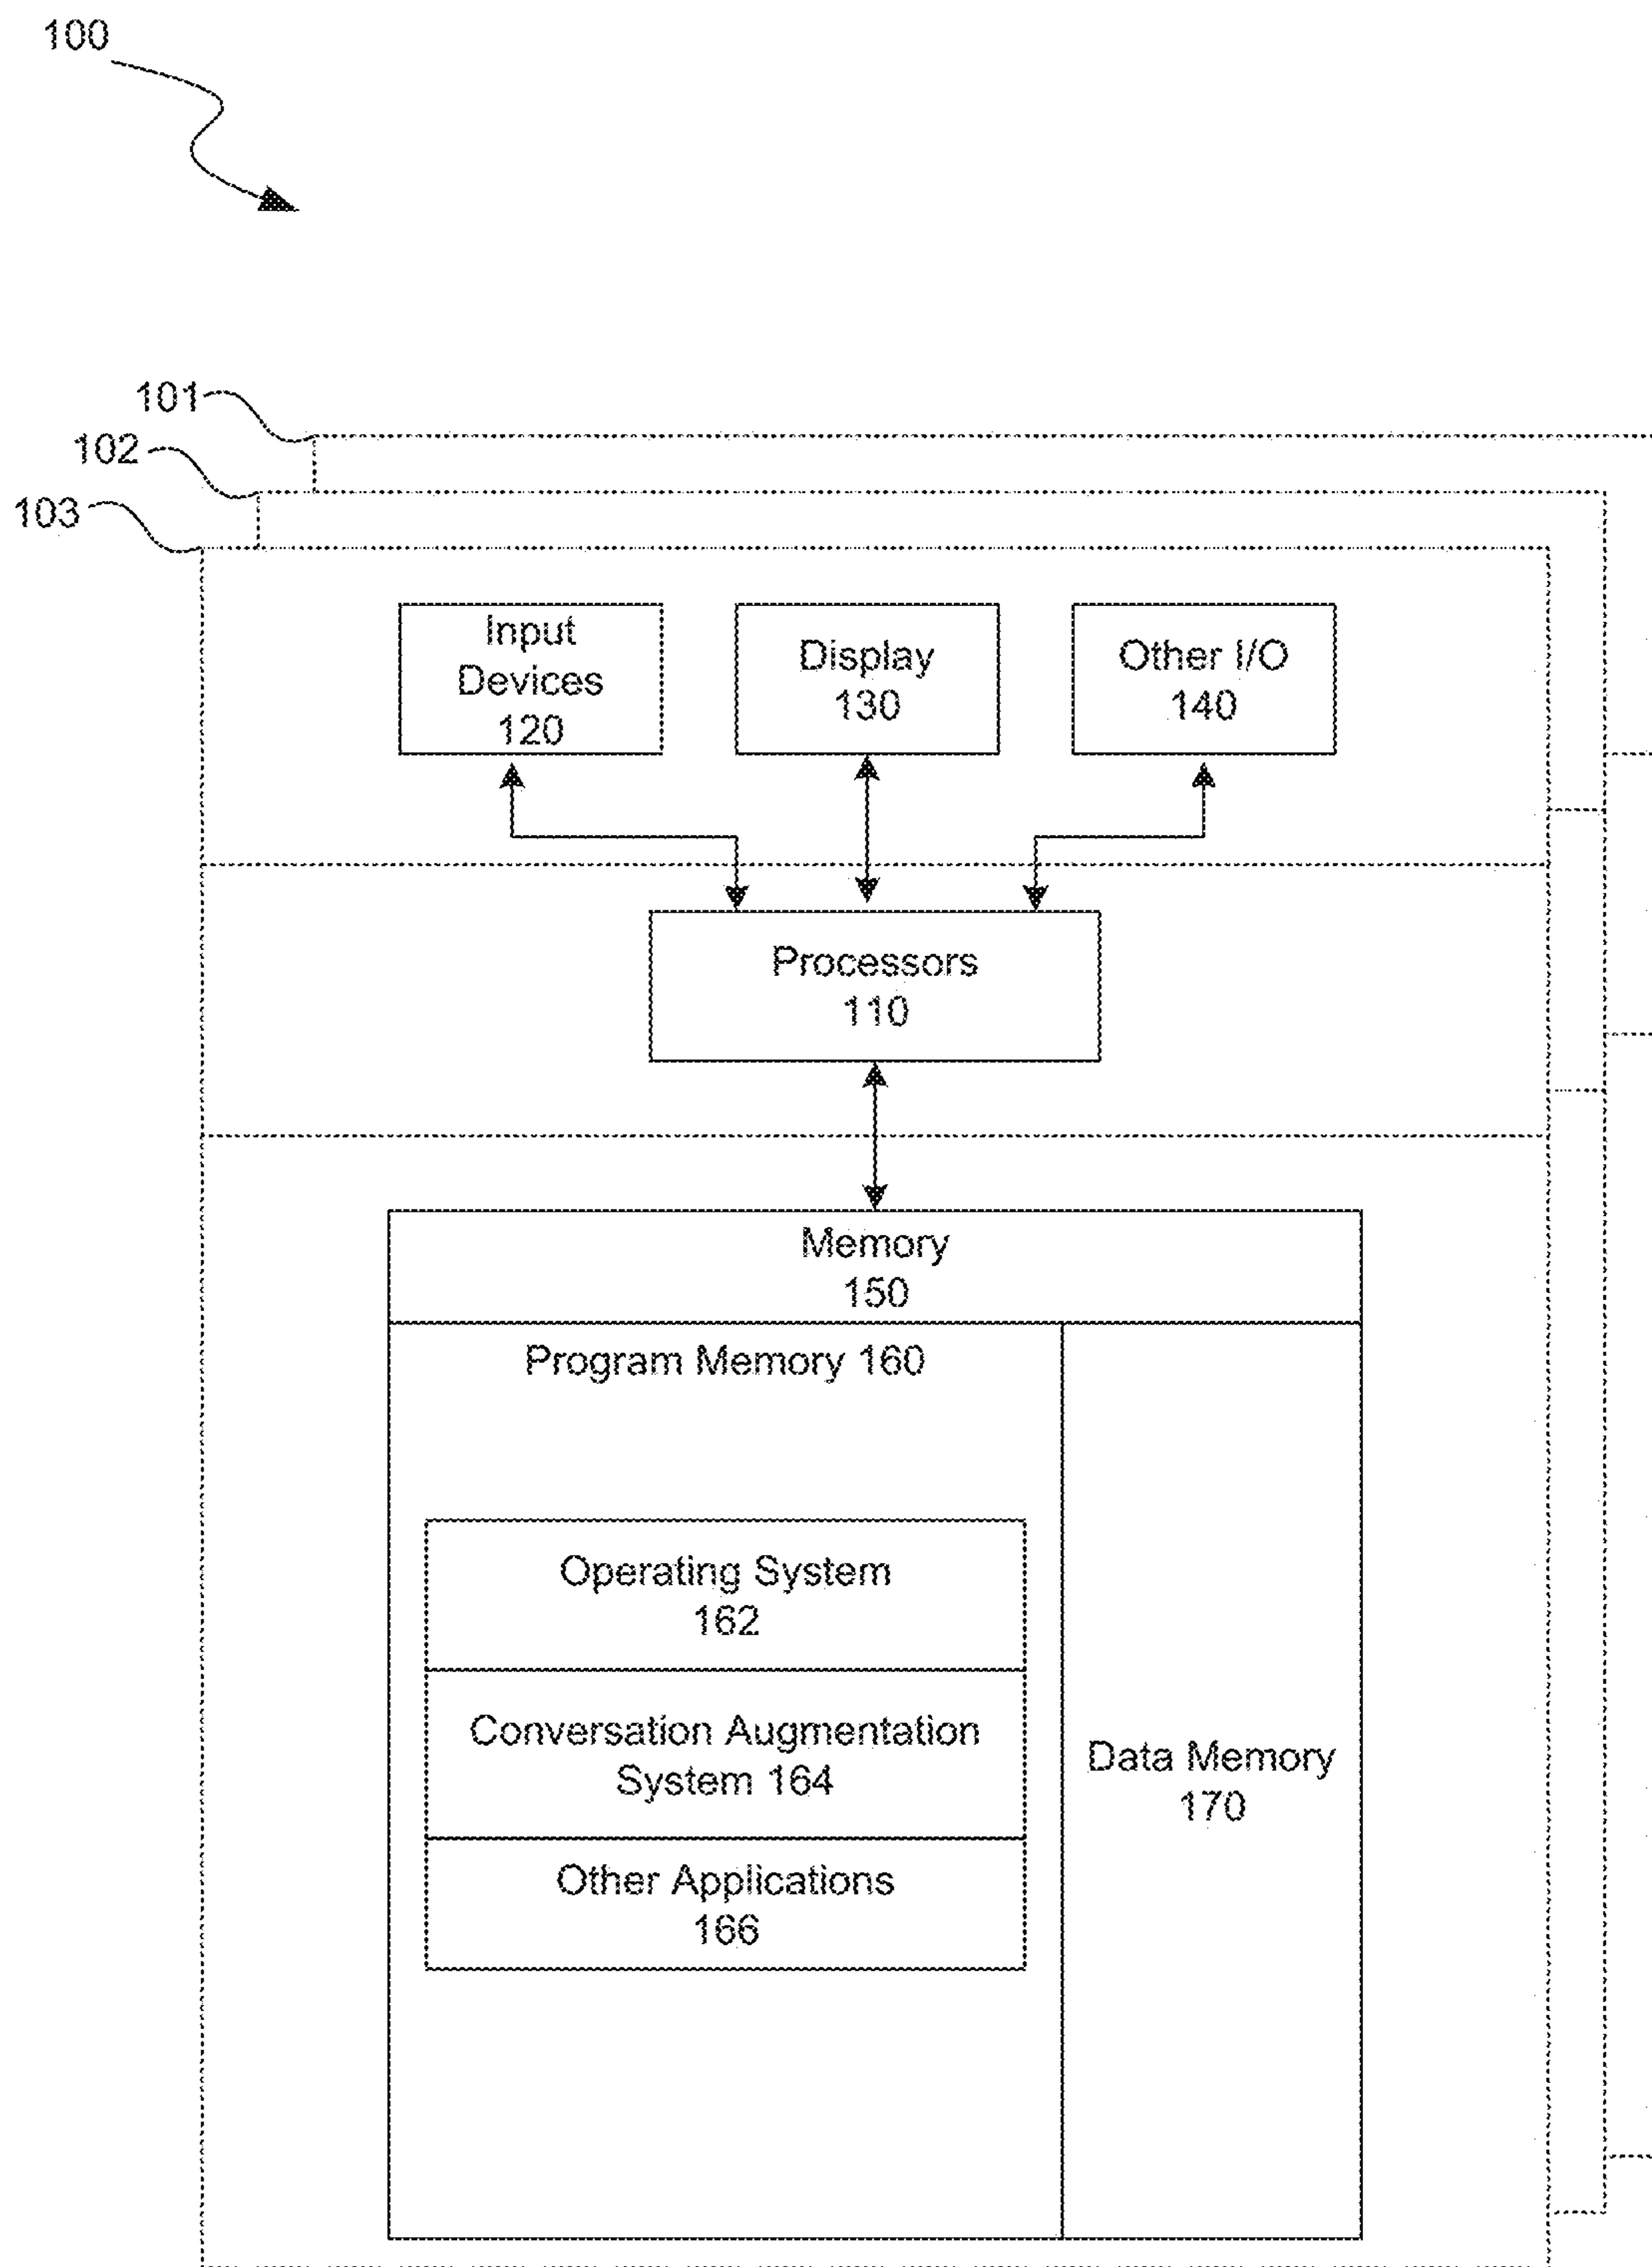 100
101
102
103
Input
Devices
120
Display
130
Other I/O
140
Processors
110
Memory
150
Program Memory 160
Operating System
162
Conversation Augmentation
System 164
Other Applications
166
Data Memory
170